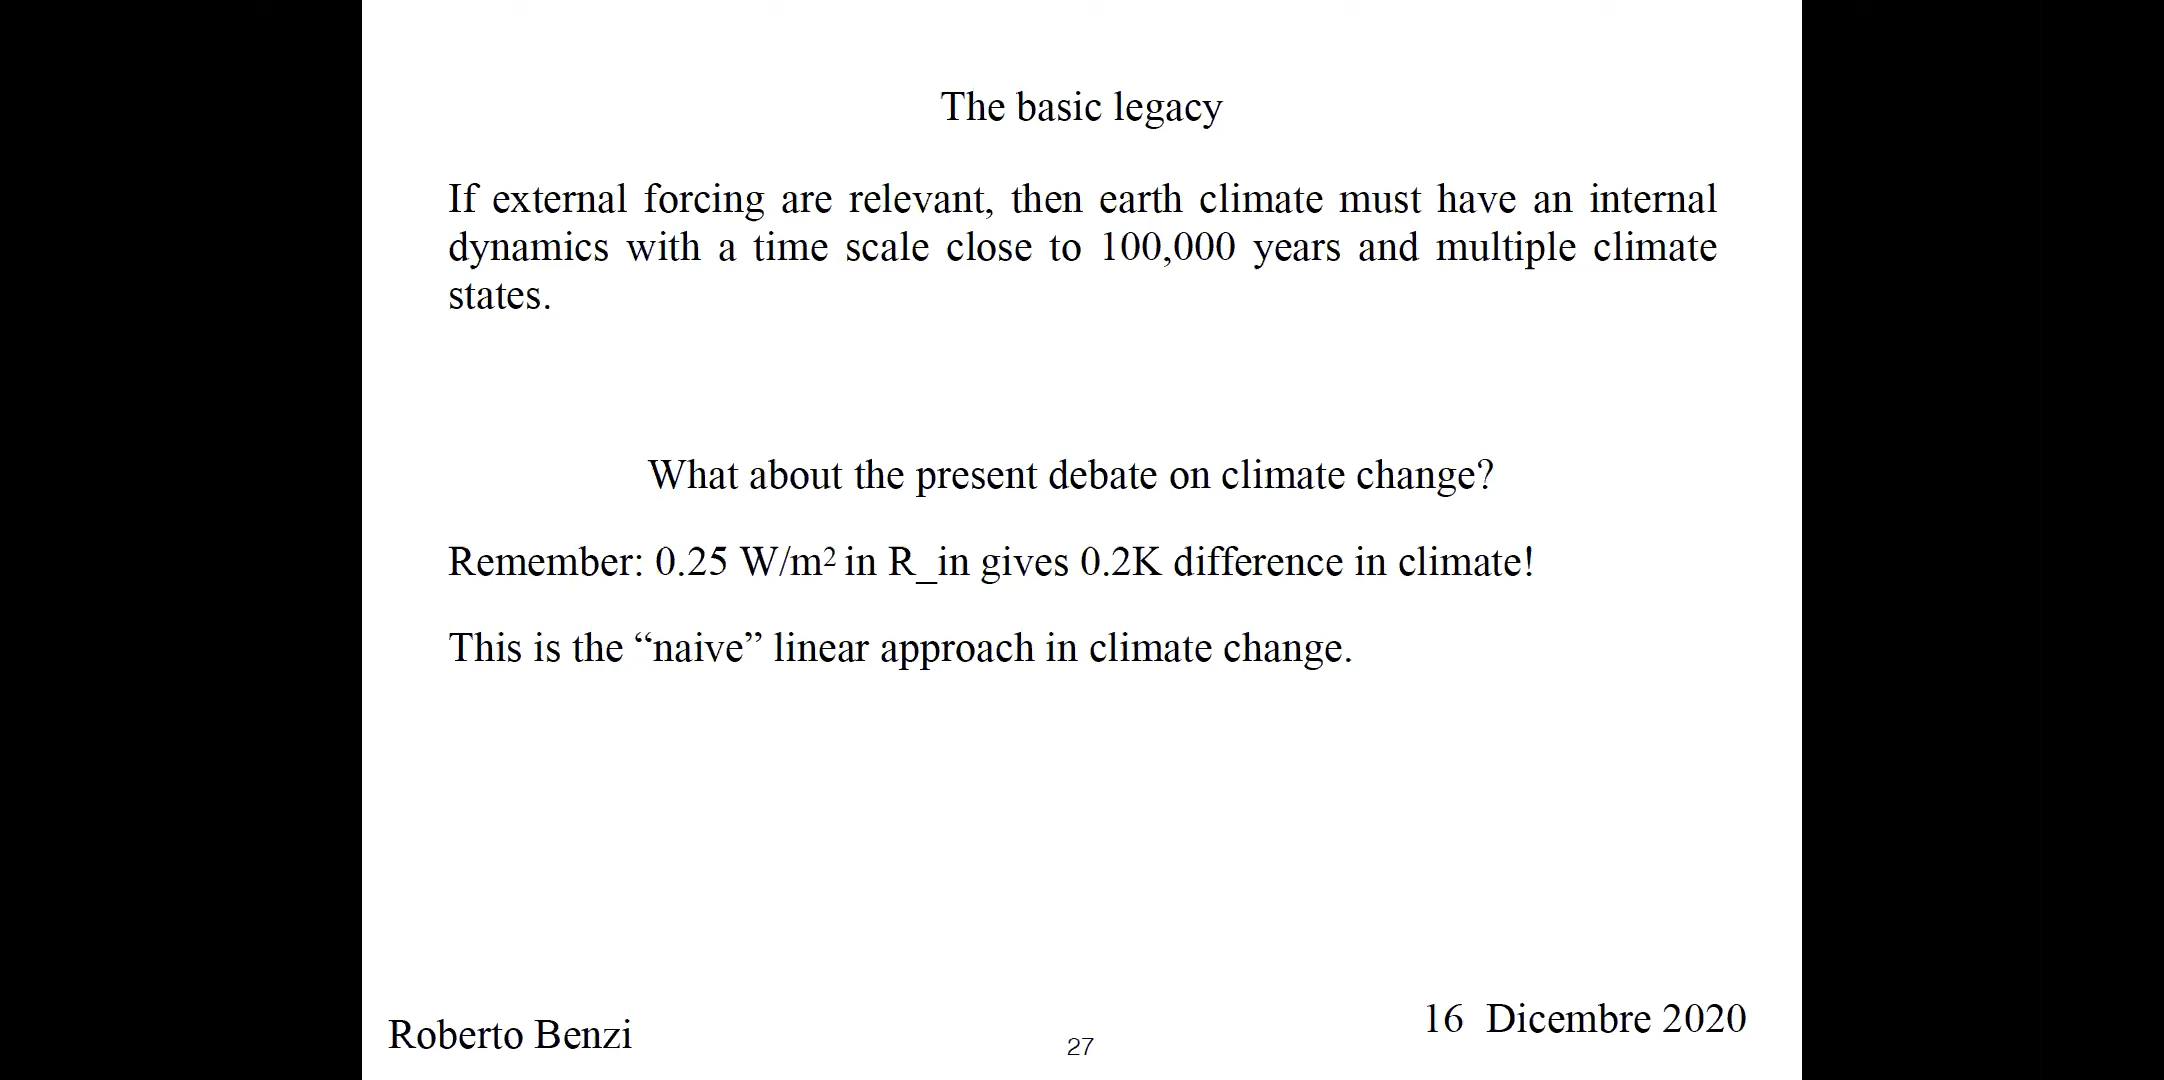 The basic legacy
If external forcing are relevant, then earth climate must have an internal
dynamics with a time scale close to 100,000 years and multiple climate
states.
What about the present debate on climate change?
Remember: 0.25 W/m² in R_in gives 0.2K difference in climate!
This is the “naive” linear approach in climate change.
Roberto Benzi
27
16 Dicembre 2020